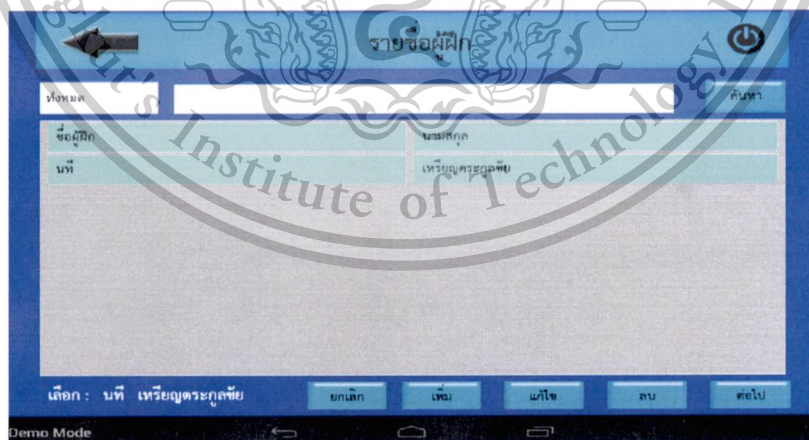 รายชื่อผู้ฝึก
ทั้งหมด
ค้นหา
ชื่อผู้ฝึก นามสกุล
นที เหรียญตระกูลชัย
เลือก : นที เหรียญตระกูลชัย
ยกเลิก เพิ่ม แก้ไข ลบ ต่อไป
Demo Mode
Institute of Technology